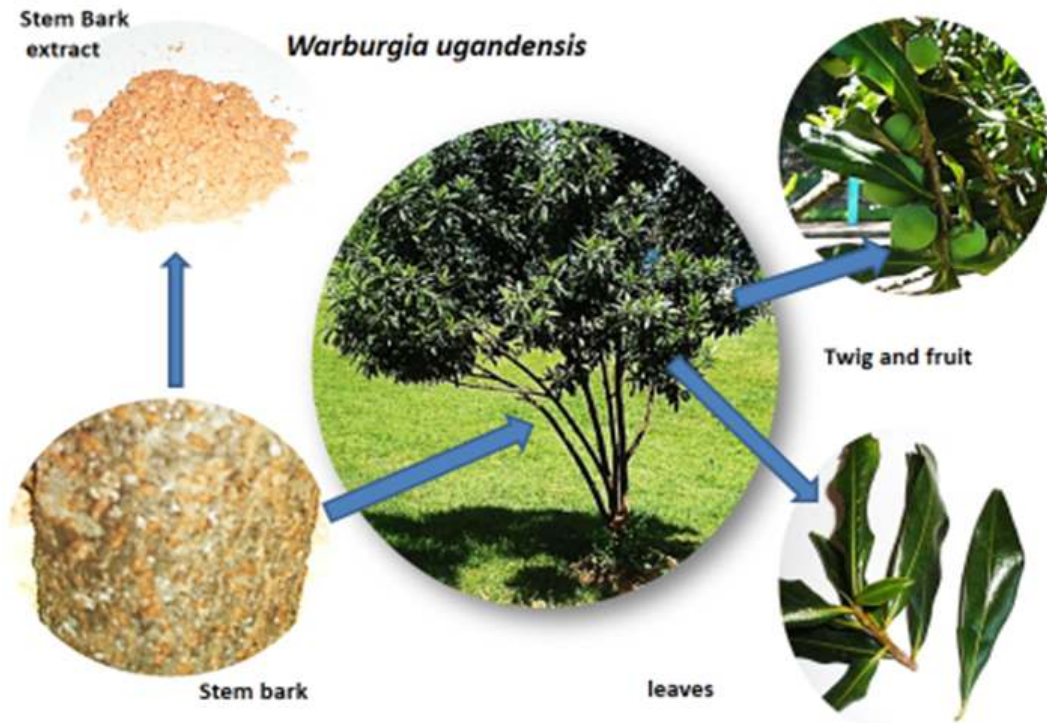 Stem Bark
extract
Warburgia ugandensis
Twig and fruit
Stem bark
leaves